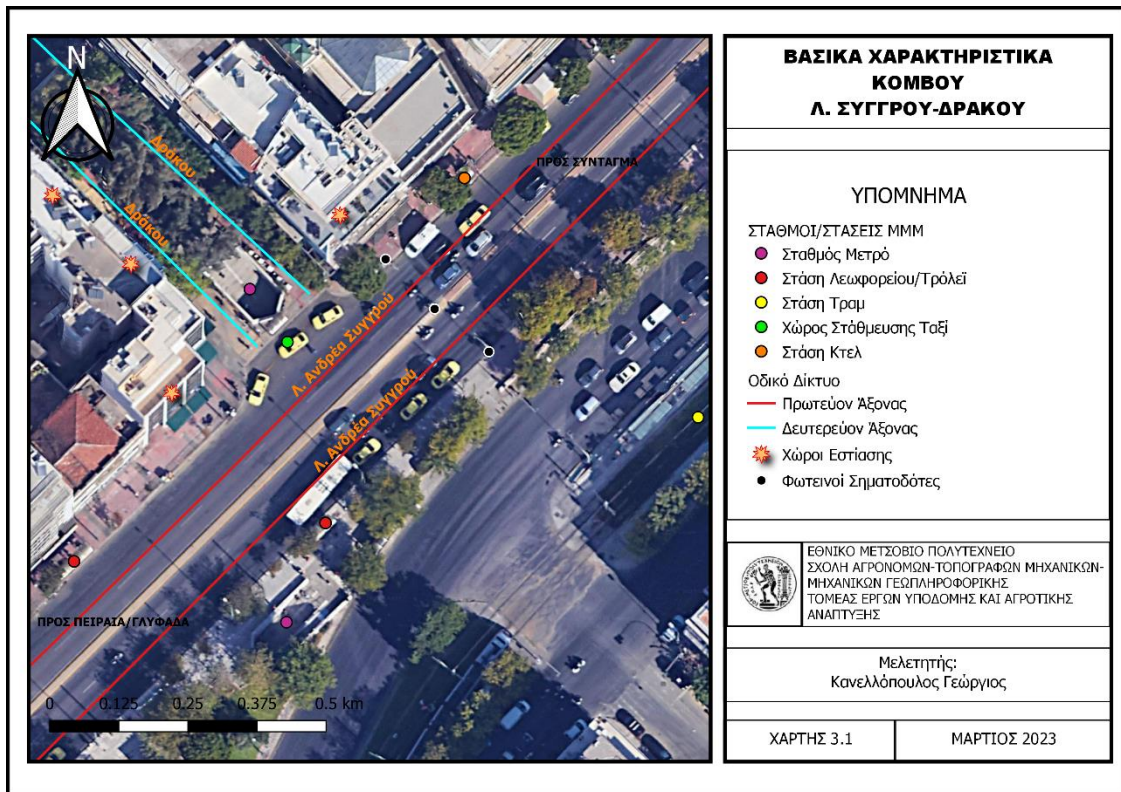 N
Δράκου
Δράκου
ΠΡΟΣ ΣΥΝΤΑΓΜΑ
Λ. Ανδρέα Συγγρού
Λ. Ανδρέα Συγγρού
ΠΡΟΣ ΠΕΙΡΑΙΑ/ΓΛΥΦΑΔΑ
0 0.125 0.25 0.375 0.5 km
ΒΑΣΙΚΑ ΧΑΡΑΚΤΗΡΙΣΤΙΚΑ
ΚΟΜΒΟΥ
Λ. ΣΥΓΓΡΟΥ-ΔΡΑΚΟΥ
ΥΠΟΜΝΗΜΑ
ΣΤΑΘΜΟΙ/ΣΤΑΣΕΙΣ ΜΜΜ
Σταθμός Μετρό
Στάση Λεωφορείου/Τρόλεϊ
Στάση Τραμ
Χώρος Στάθμευσης Ταξί
Στάση Κτελ
Οδικό Δίκτυο
Πρωτεύον Άξονας
Δευτερεύον Άξονας
Χώροι Εστίασης
Φωτεινοί Σηματοδότες
ΕΘΝΙΚΟ ΜΕΤΣΟΒΙΟ ΠΟΛΥΤΕΧΝΕΙΟ
ΣΧΟΛΗ ΑΓΡΟΝΟΜΩΝ-ΤΟΠΟΓΡΑΦΩΝ ΜΗΧΑΝΙΚΩΝ-
ΜΗΧΑΝΙΚΩΝ ΓΕΩΠΛΗΡΟΦΟΡΙΚΗΣ
ΤΟΜΕΑΣ ΕΡΓΩΝ ΥΠΟΔΟΜΗΣ ΚΑΙ ΑΓΡΟΤΙΚΗΣ
ΑΝΑΠΤΥΞΗΣ
Μελετητής:
Κανελλόπουλος Γεώργιος
ΧΑΡΤΗΣ 3.1
ΜΑΡΤΙΟΣ 2023